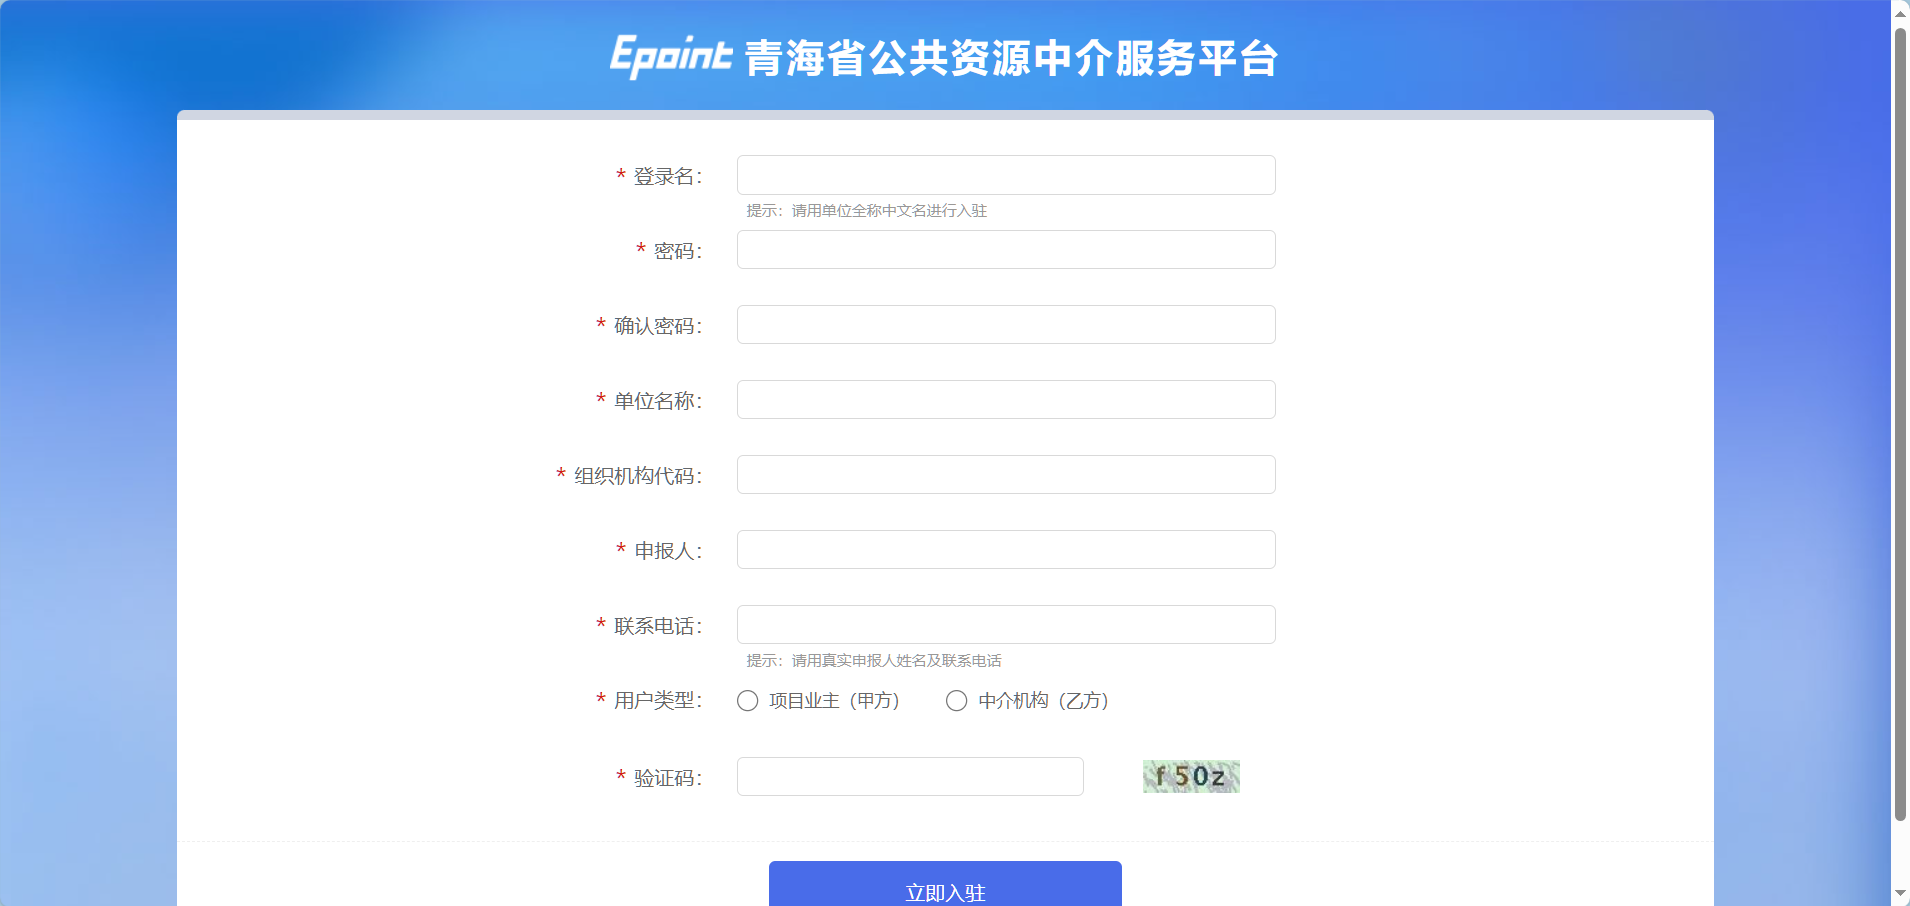 Epoint 青海省公共资源中介服务平台
* 登录名：
提示：请用单位全称中文名进行入驻
* 密码：
* 确认密码：
* 单位名称：
* 组织机构代码：
* 申报人：
* 联系电话：
提示：请用真实申报人姓名及联系电话
* 用户类型： 项目业主（甲方） 中介机构（乙方）
* 验证码： f50z
立即入驻